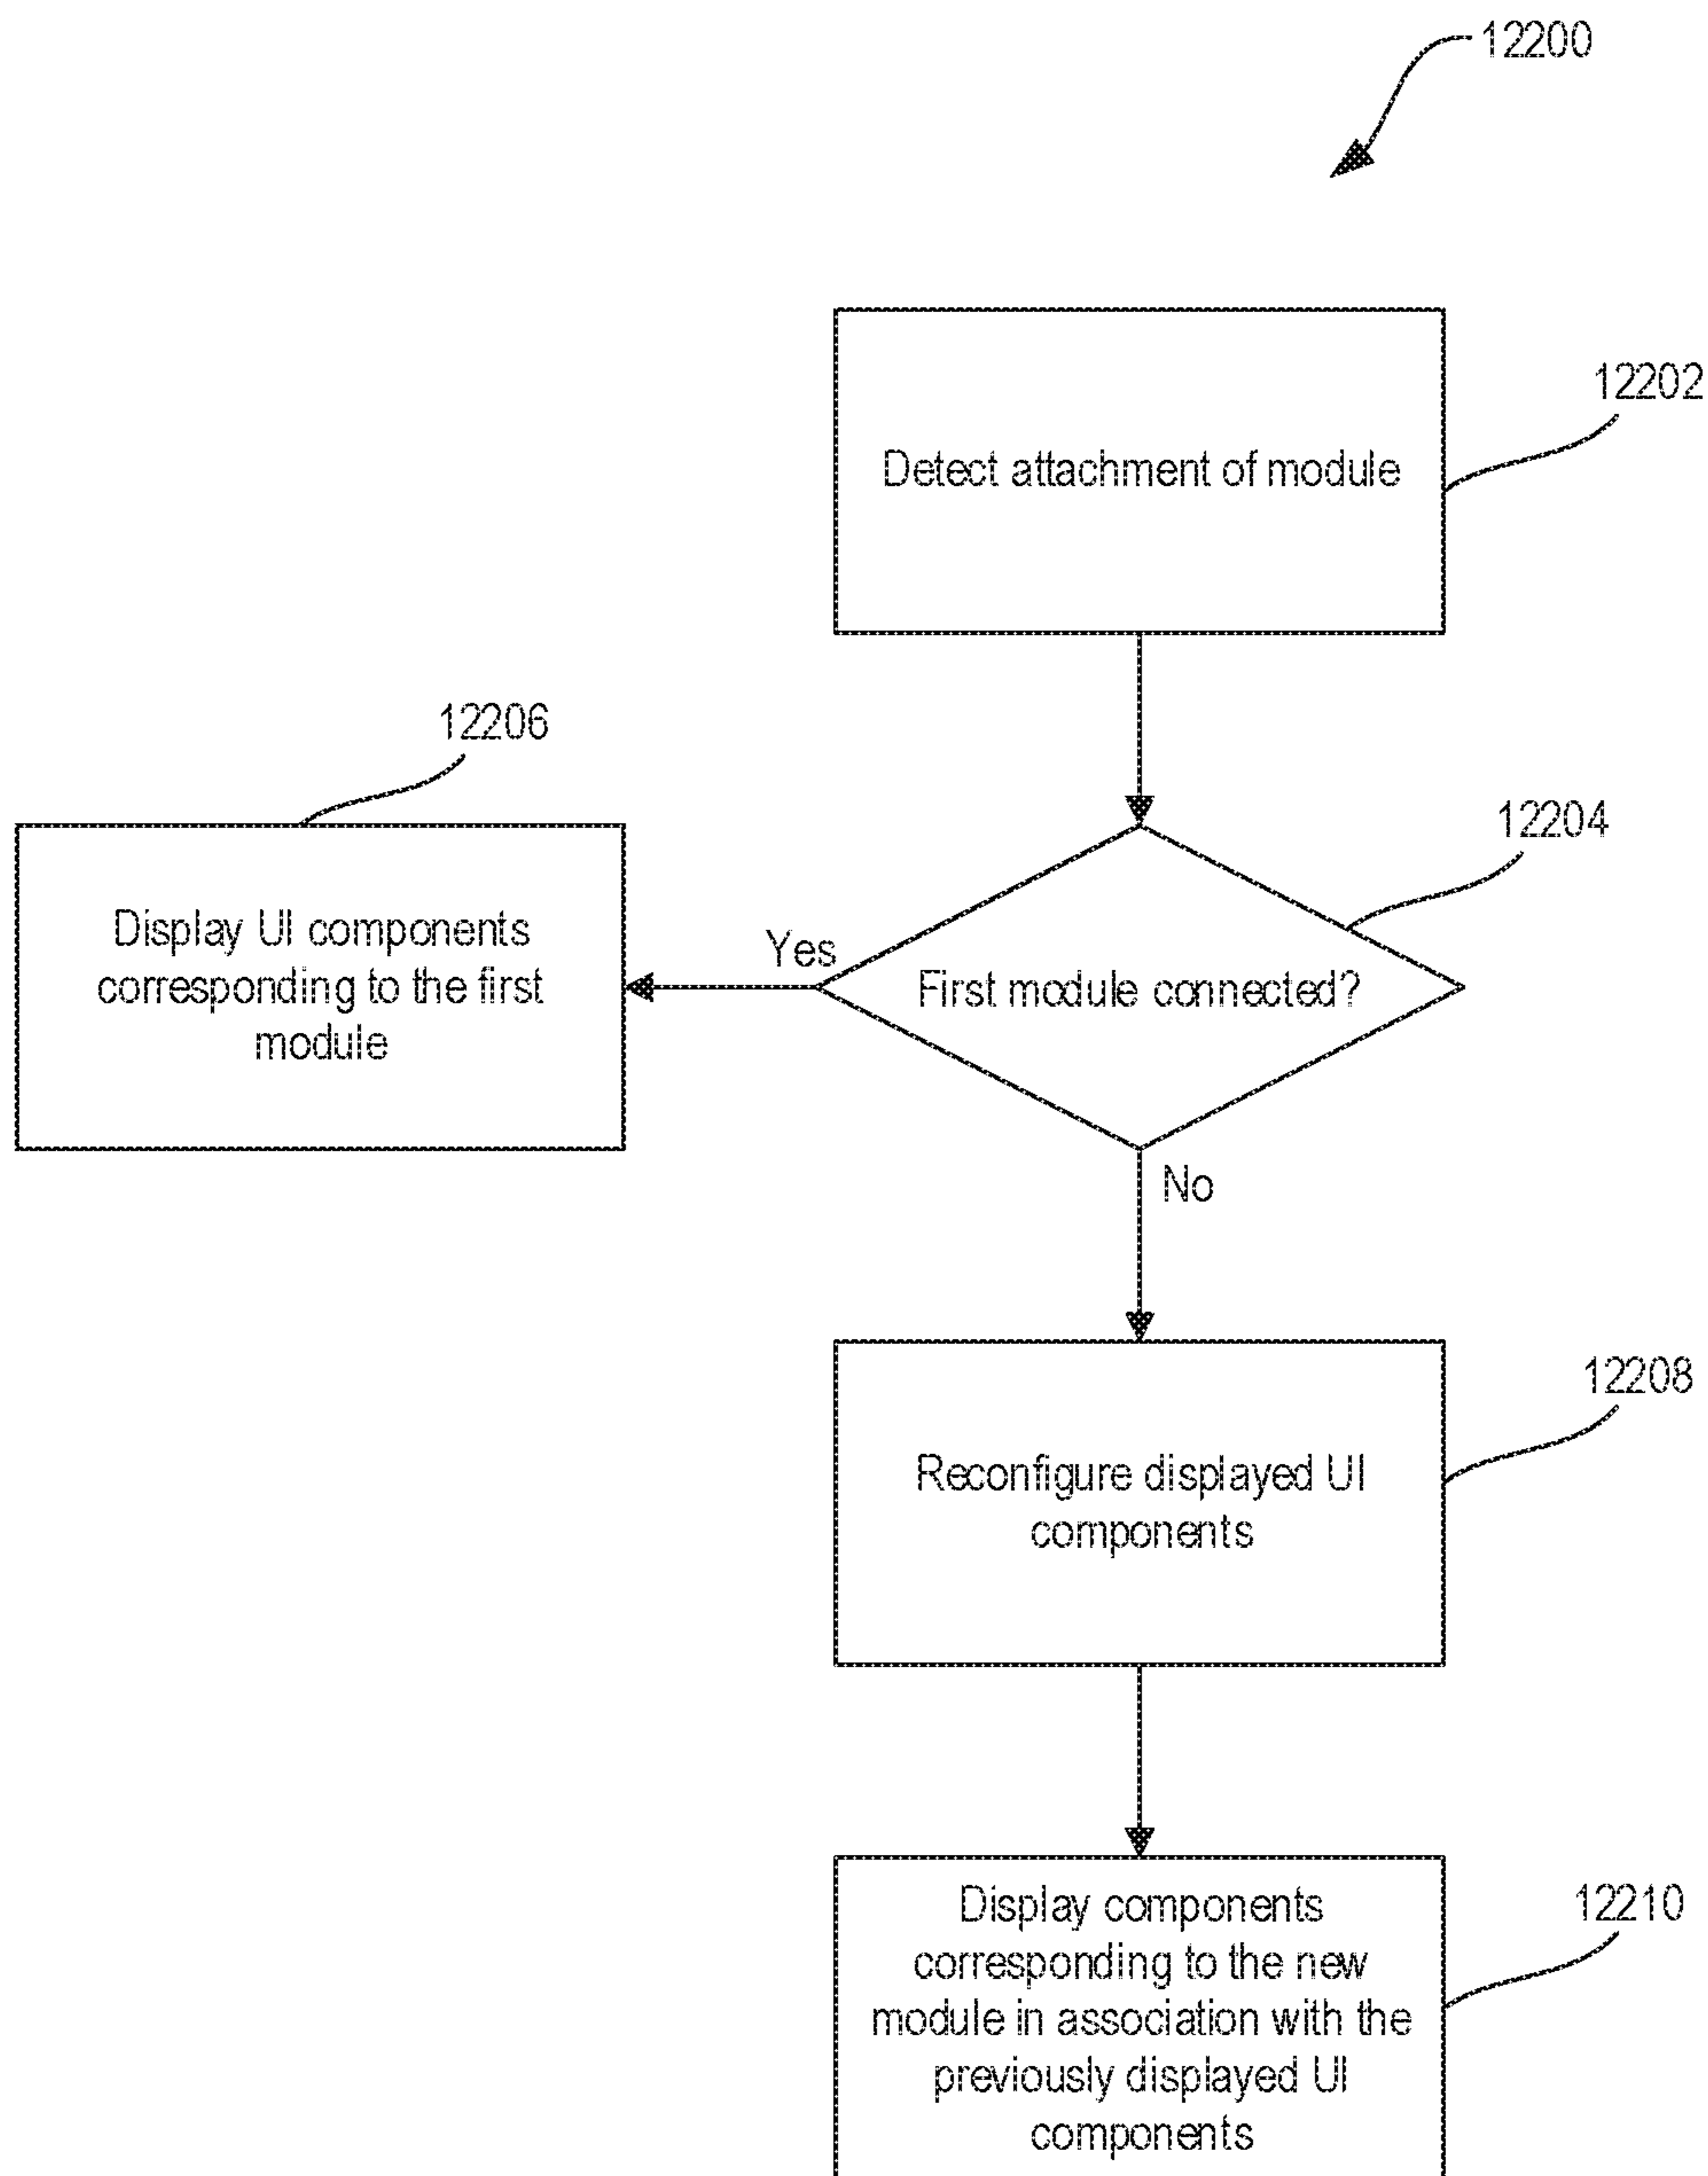 12200
12202
Detect attachment of module
12206
12204
Display UI components
corresponding to the first
module
Yes
First module connected?
No
12208
Reconfigure displayed UI
components
12210
Display components
corresponding to the new
module in association with the
previously displayed UI
components